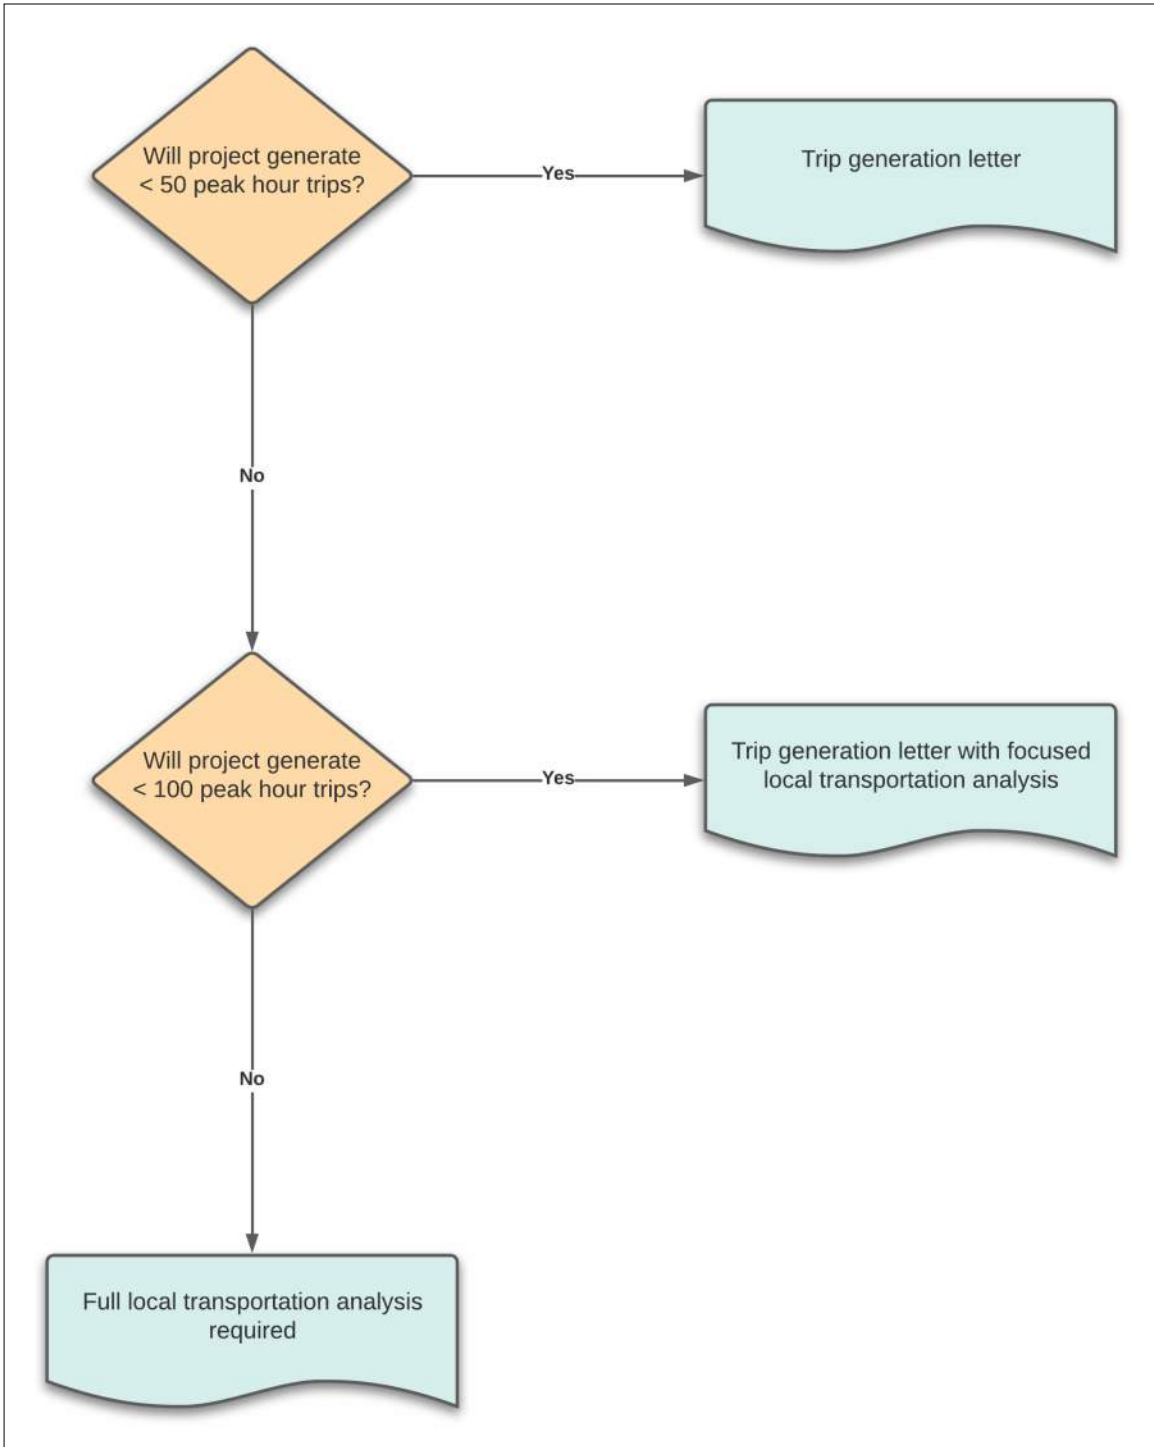 Will project generate
< 50 peak hour trips?
Yes
Trip generation letter
No
Will project generate
< 100 peak hour trips?
Yes
Trip generation letter with focused
local transportation analysis
No
Full local transportation analysis
required